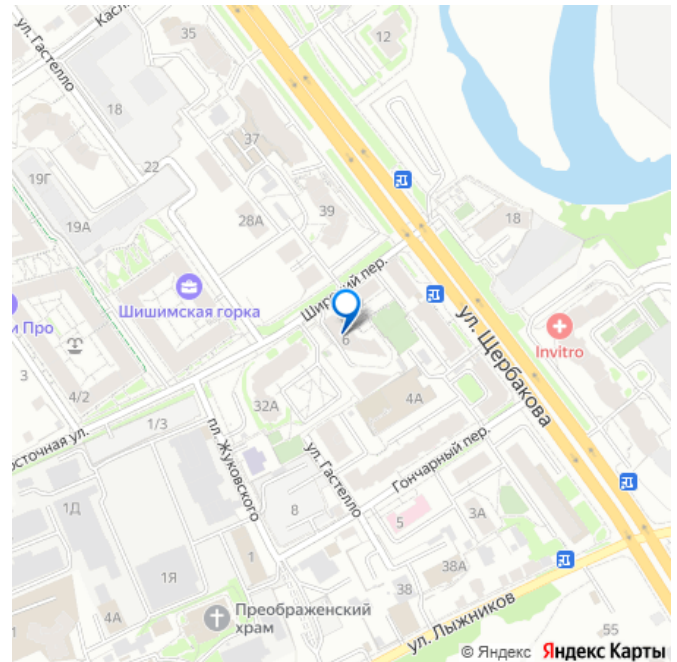 Касл
ул. Гастелло
35
12
18
37
22
19Г
19А
28А
39
18
Шишимская горка
Широкий пер.
и Про
6
Invitro
ул. Щербакова
3
4/2
32А
4А
1/3
осточная ул.
пл. Жуковского
ул. Гастелло
Гончарный пер.
8
1Д
5
3А
1
1Я
38А
38
4А
Преображенский
храм
ул. Лыжников
55
© Яндекс Яндекс Карты